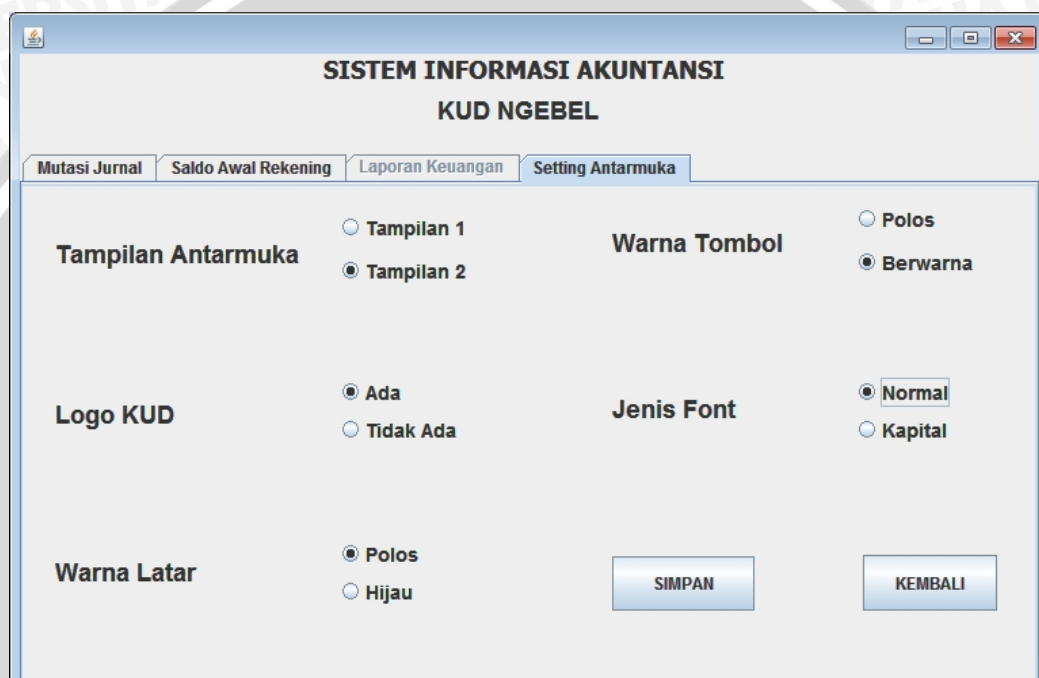 SISTEM INFORMASI AKUNTANSI
KUD NGEBEL
Mutasi Jurnal Saldo Awal Rekening Laporan Keuangan Setting Antarmuka
Tampilan Antarmuka
Tampilan 1
Tampilan 2
Warna Tombol
Polos
Berwarna
Logo KUD
Ada
Tidak Ada
Jenis Font
Normal
Kapital
Warna Latar
Polos
Hijau
SIMPAN
KEMBALI